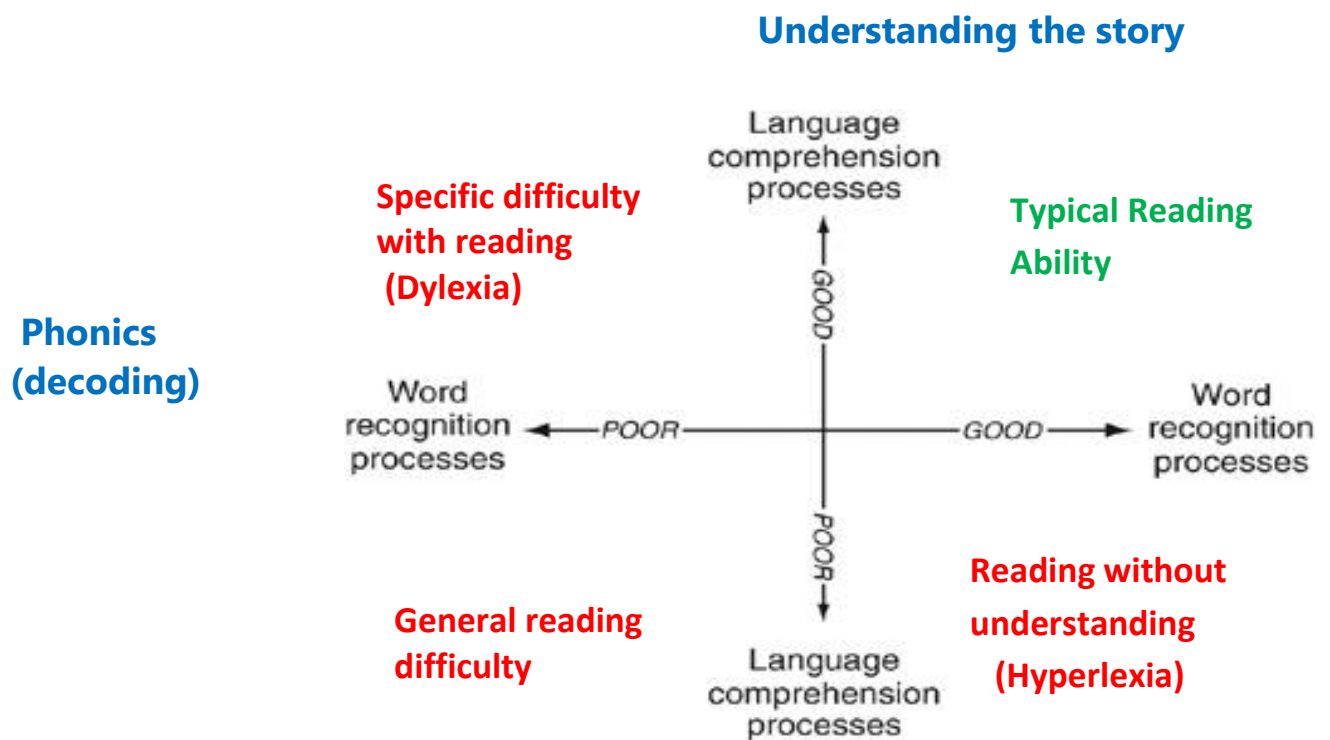 Understanding the story
Language
comprehension
processes
Specific difficulty
with reading
(Dylexia)
Typical Reading
Ability
GOOD
Phonics
(decoding)
Word
recognition
processes
POOR
GOOD
Word
recognition
processes
POOR
General reading
difficulty
Reading without
understanding
(Hyperlexia)
Language
comprehension
processes